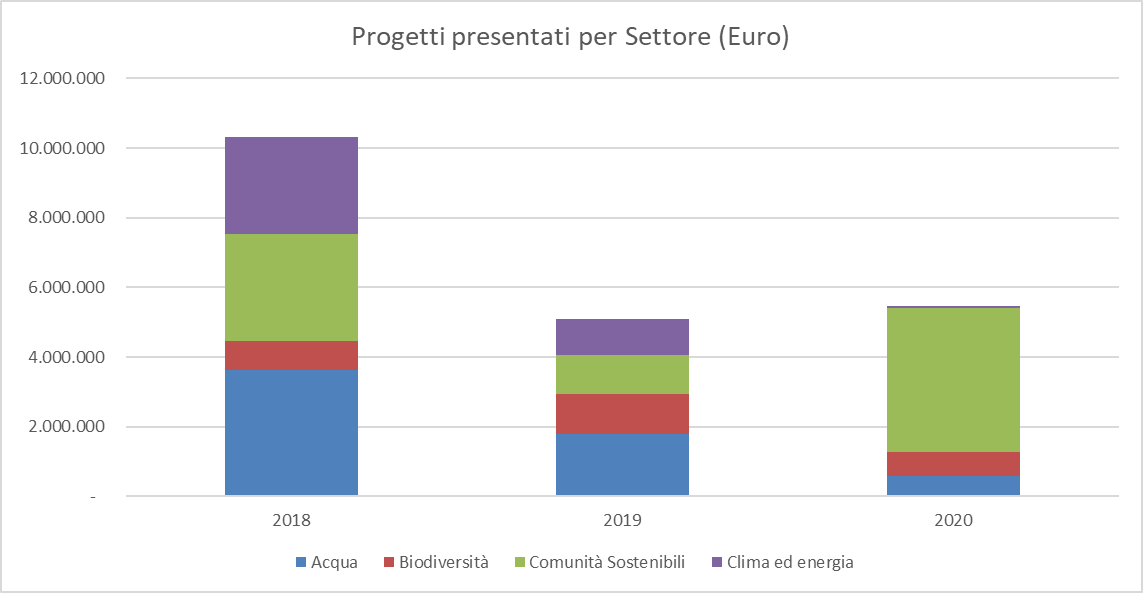 Progetti presentati per Settore (Euro)
12.000.000
10.000.000
8.000.000
6.000.000
4.000.000
2.000.000
-
2018 2019 2020
Acqua Biodiversità Comunità Sostenibili Clima ed energia